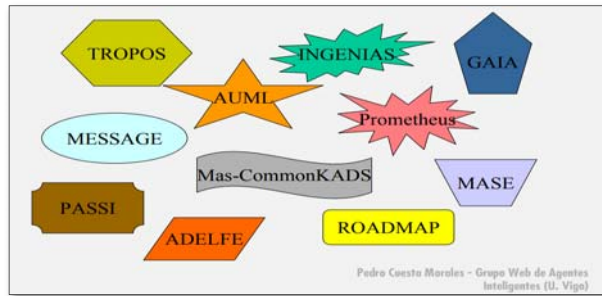 TROPOS
INGENIAS
GAIA
AUML
Prometheus
MESSAGE
Mas-CommonKADS
MASE
PASSI
ADELFE
ROADMAP
Pedro Cuesta Morales - Grupo Web de Agentes
Inteligentes (U. Vigo)